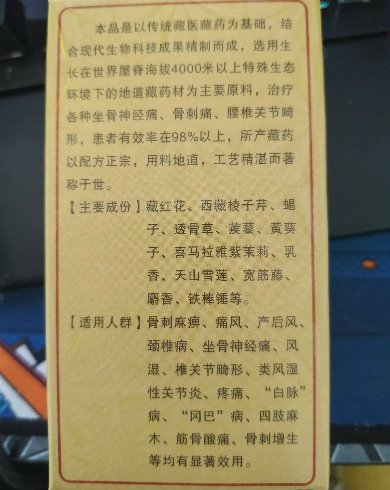 本品是以传统藏医藏药为基础，结
合现代生物科技成果精制而成，选用生
长在世界屋脊海拔4000米以上特殊生态
环境下的地道藏药材为主要原料，治疗
各种坐骨神经痛、骨刺痛、腰椎关节畸
形，患者有效率在98%以上，所产藏药
以配方正宗，用料地道，工艺精湛而著
称于世。
【主要成份】藏红花、西藏棱子芹、蝎
子、透骨草、蒺藜、黄葵
子、喜马拉雅紫茉莉、乳
香、天山雪莲、宽筋藤、
麝香、铁棒锤等。
【适用人群】骨刺麻痹、痛风、产后风、
颈椎病、坐骨神经痛、风
湿、椎关节畸形、类风湿
性关节炎、疼痛、“白脉”
病、“冈巴”病、四肢麻
木、筋骨酸痛、骨刺增生
等均有显著效用。